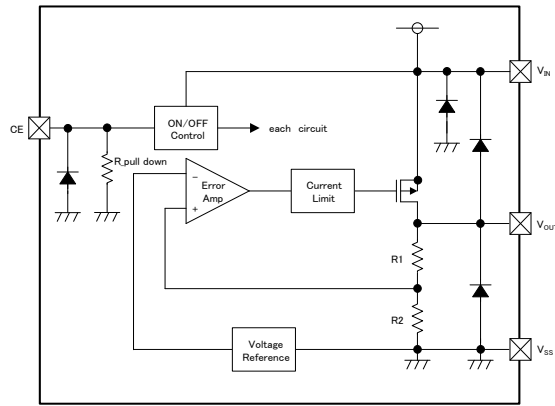 VIN
CE
ON/OFF
Control
each circuit
R_pull down
Error
Amp
−
+
Current
Limit
VOUT
R1
R2
Voltage
Reference
VSS